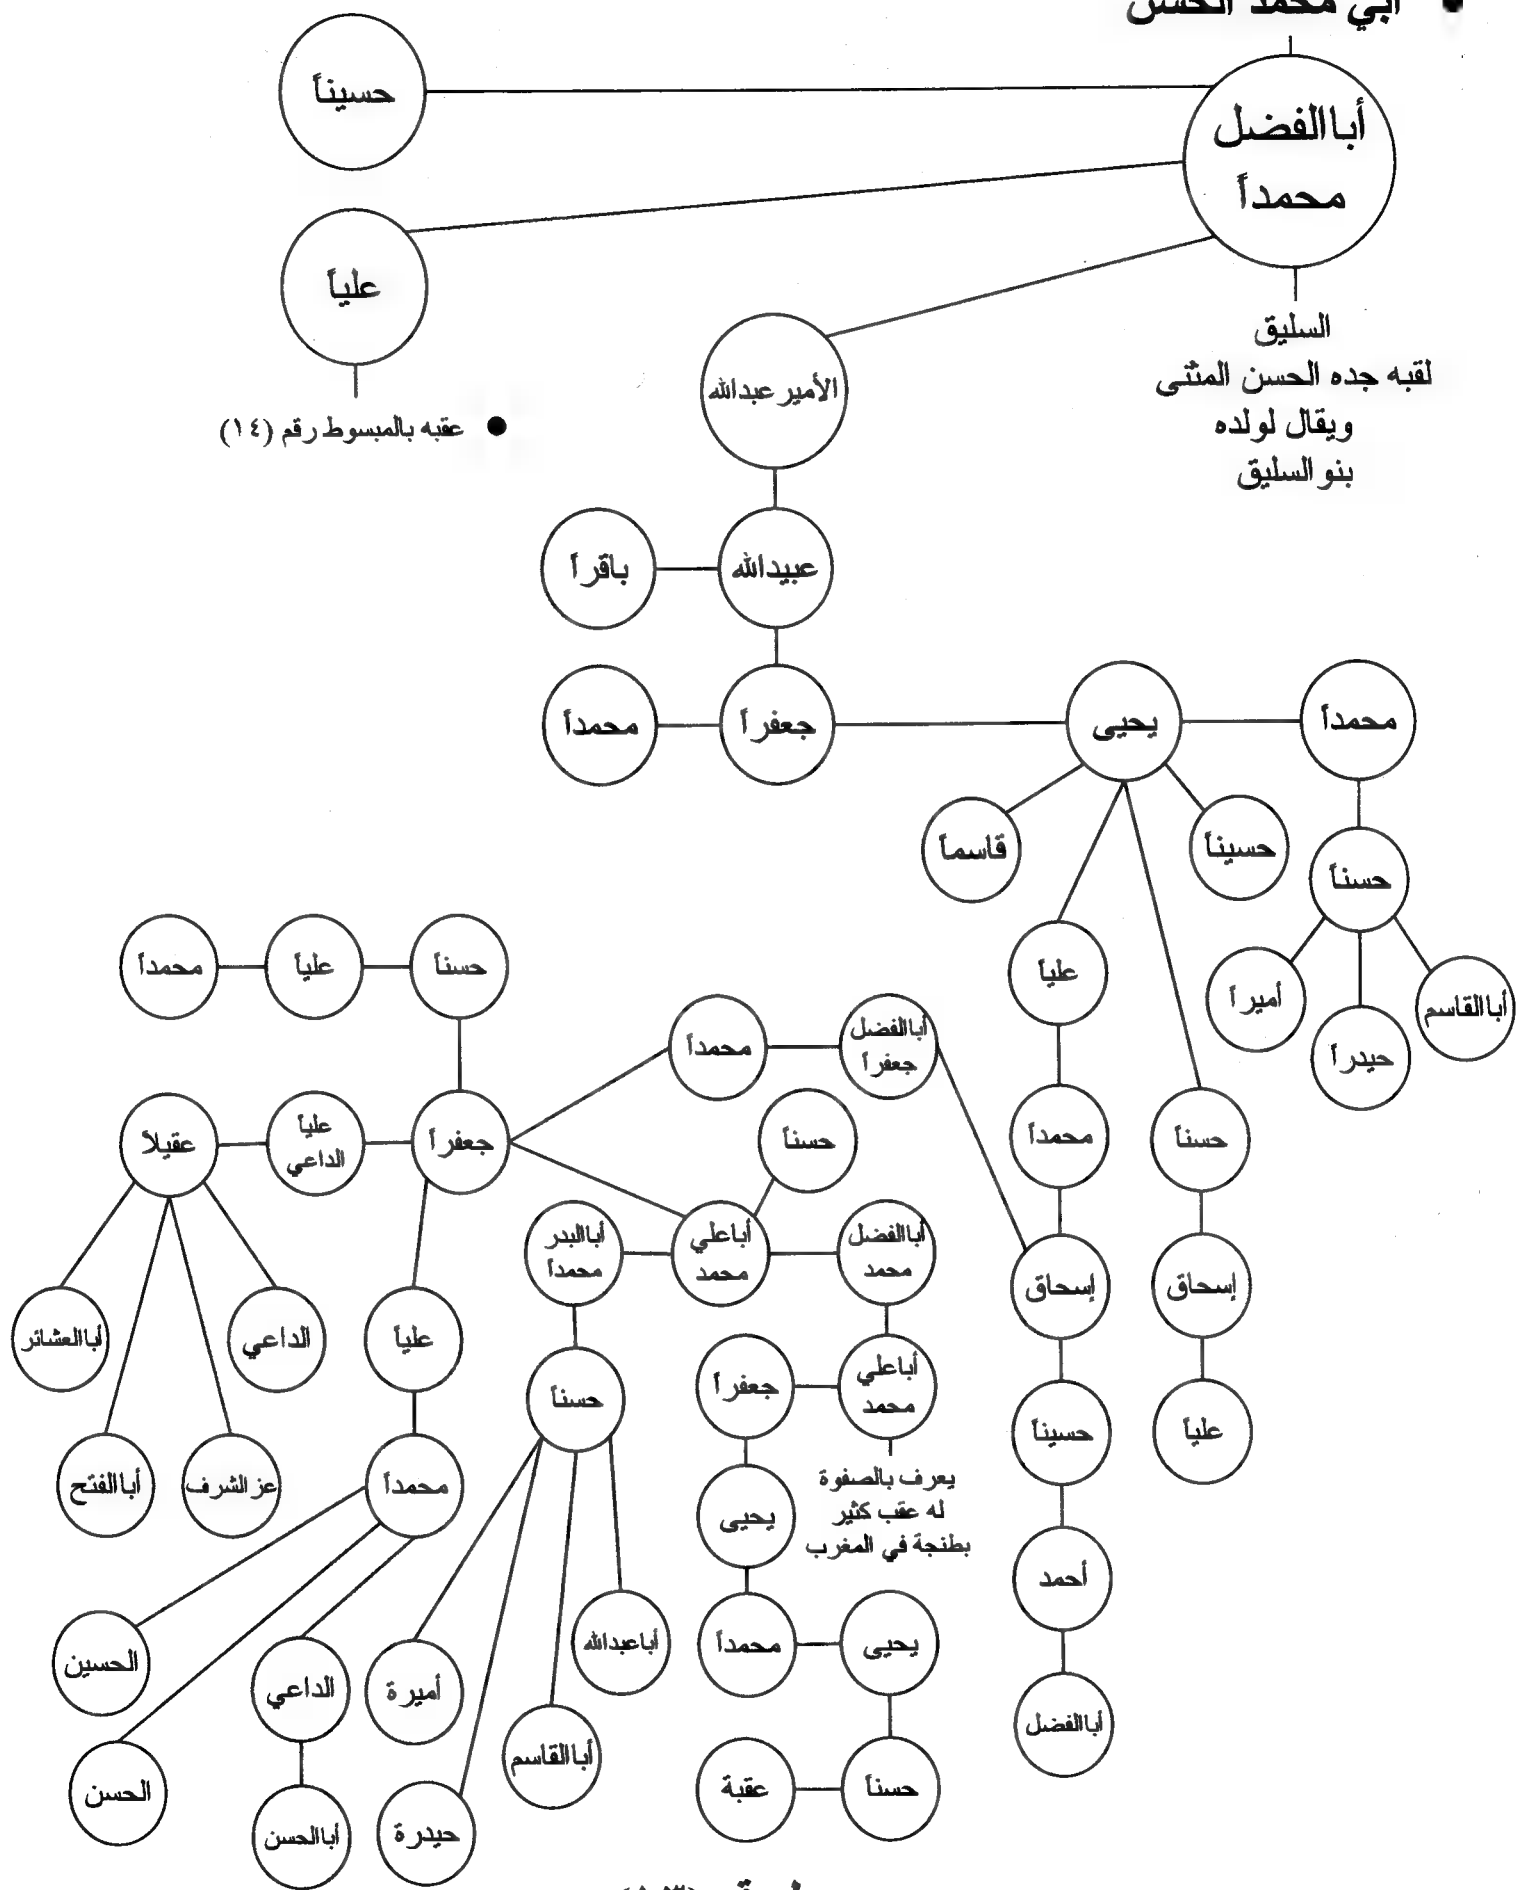 أبي محمد الحسن
أباالفضل
محمداً
حسيناً
علياً
السليق
لقبه جده الحسن المثنى
ويقال لولده
بنو السليق
الأمير عبدالله
عقبه بالمبسوط رقم (١٤)
عبيدالله
باقراً
محمداً
يحيى
جعفراً
محمداً
حسيناً
قاسماً
حسناً
علياً
أباالقاسم
حيدراً
أميراً
حسناً
علياً
محمداً
أباالفضل
جعفراً
محمداً
حسناً
محمداً
حسناً
جعفراً
علياً
الداعي
عقيلاً
إسحاق
إسحاق
أباالفضل
محمد
أباعلي
محمد
أباالبدر
محمداً
علياً
الداعي
أباالعشائر
علياً
حسيناً
أباعلي
محمد
جعفراً
حسناً
محمداً
عز الشرف
أباالفتح
يعرف بالصفوة
له عقب كثير
بطنجة في المغرب
يحيى
أحمد
يحيى
محمداً
أباعبدالله
أميرة
الداعي
الحسين
أباالفضل
أباالقاسم
حسناً
عقبة
الحسن
حيدرة
أباالحسن